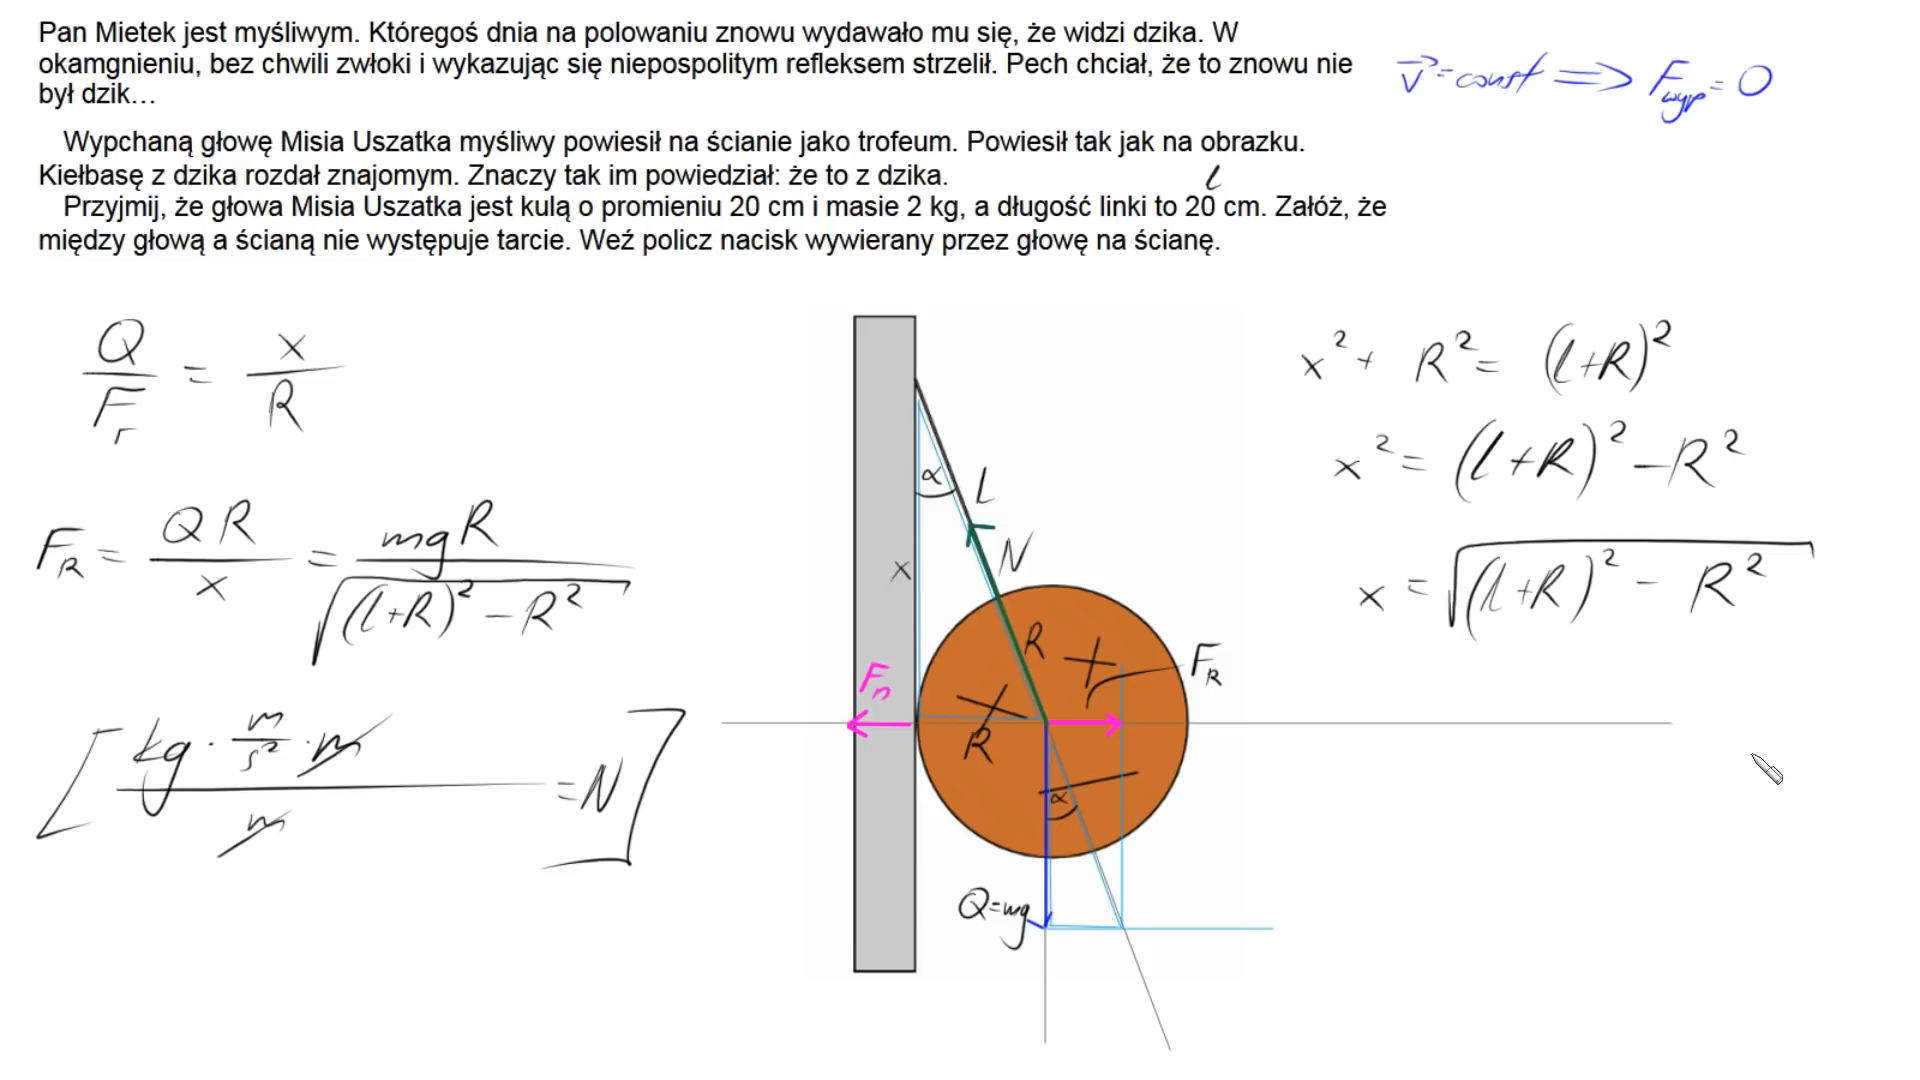 Pan Mietek jest myśliwym. Któregoś dnia na polowaniu znowu wydawało mu się, że widzi dzika. W
okamgnieniu, bez chwili zwłoki i wykazując się niepospolitym refleksem strzelił. Pech chciał, że to znowu nie
był dzik...
v⃗=const ⟹ F_wyp=0
Wypchaną głowę Misia Uszatka myśliwy powiesił na ścianie jako trofeum. Powiesił tak jak na obrazku.
Kiełbasę z dzika rozdał znajomym. Znaczy tak im powiedział: że to z dzika.
l
Przyjmij, że głowa Misia Uszatka jest kulą o promieniu 20 cm i masie 2 kg, a długość linki to 20 cm. Załóż, że
między głową a ścianą nie występuje tarcie. Weź policz nacisk wywierany przez głowę na ścianę.
Q/F_r = x/R
F_R = QR/x = mgR/√((l+R)²-R²)
[kg·m/s²·m/m =N]
α
L
x
N
R
F_R
F_n
R
α
Q=mg
x²+R²=(l+R)²
x²=(l+R)²-R²
x=√((l+R)²-R²)